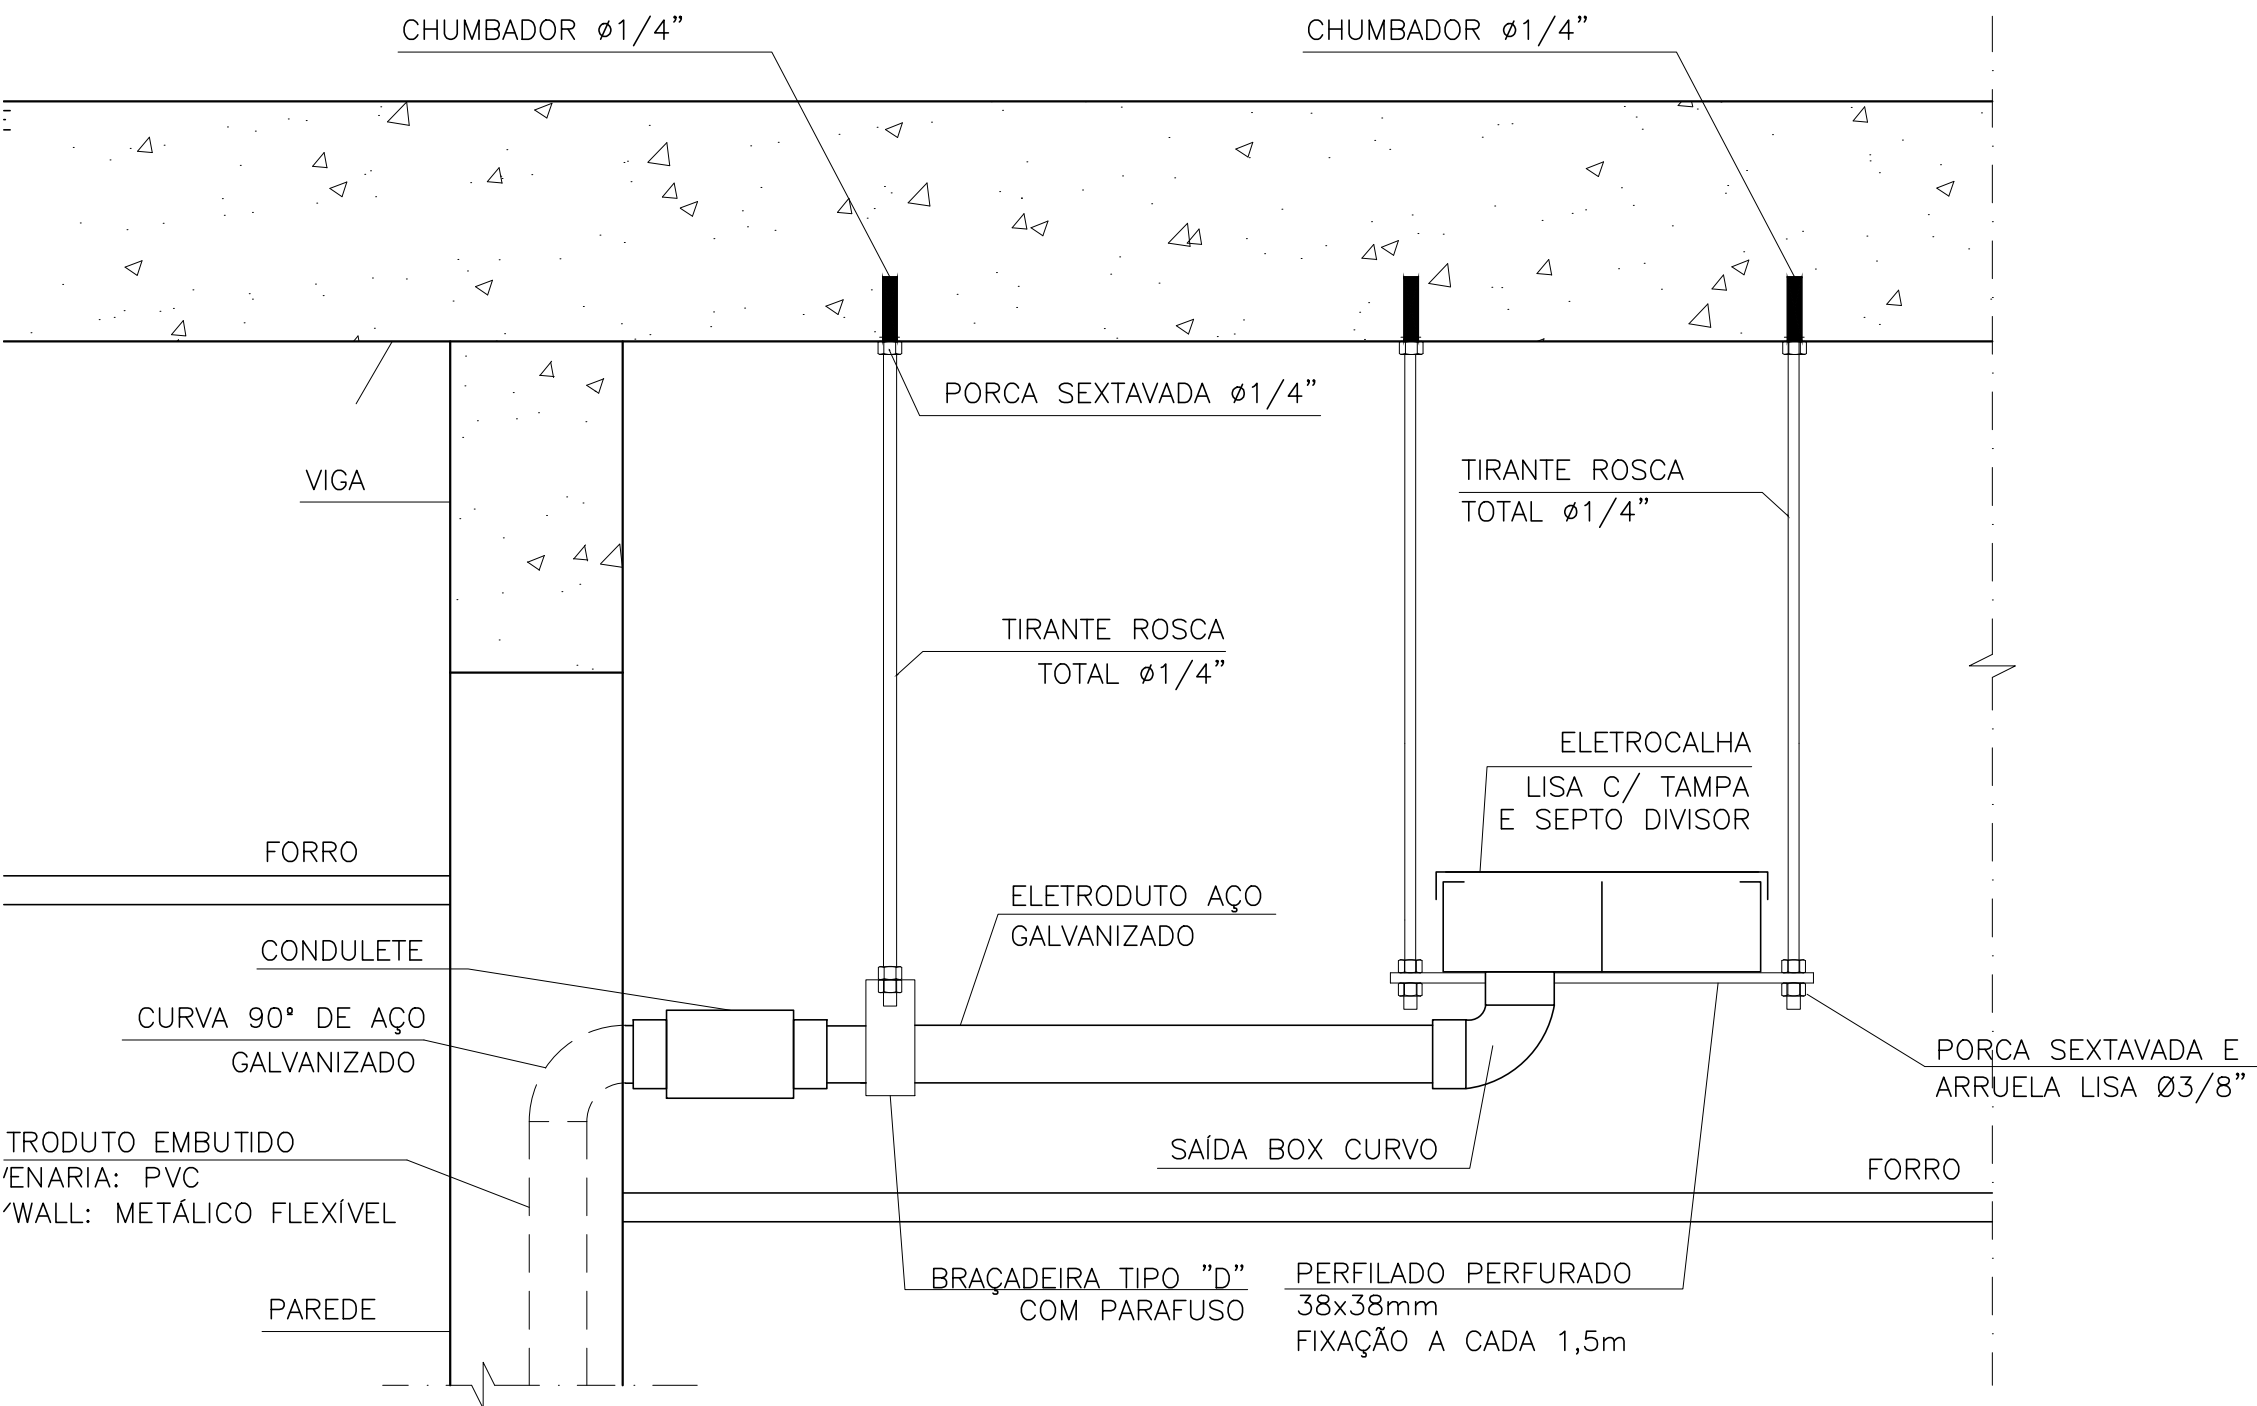 CHUMBADOR ø1/4”
CHUMBADOR ø1/4”
PORCA SEXTAVADA ø1/4”
VIGA
TIRANTE ROSCA
TOTAL ø1/4”
TIRANTE ROSCA
TOTAL ø1/4”
ELETROCALHA
LISA C/ TAMPA
E SEPTO DIVISOR
FORRO
ELETRODUTO AÇO
GALVANIZADO
CONDULETE
CURVA 90º DE AÇO
GALVANIZADO
PORCA SEXTAVADA E
ARRUELA LISA Ø3/8”
TRODUTO EMBUTIDO
ENARIA: PVC
WALL: METÁLICO FLEXÍVEL
SAÍDA BOX CURVO
FORRO
BRAÇADEIRA TIPO ”D”
COM PARAFUSO
PERFILADO PERFURADO
38x38mm
FIXAÇÃO A CADA 1,5m
PAREDE